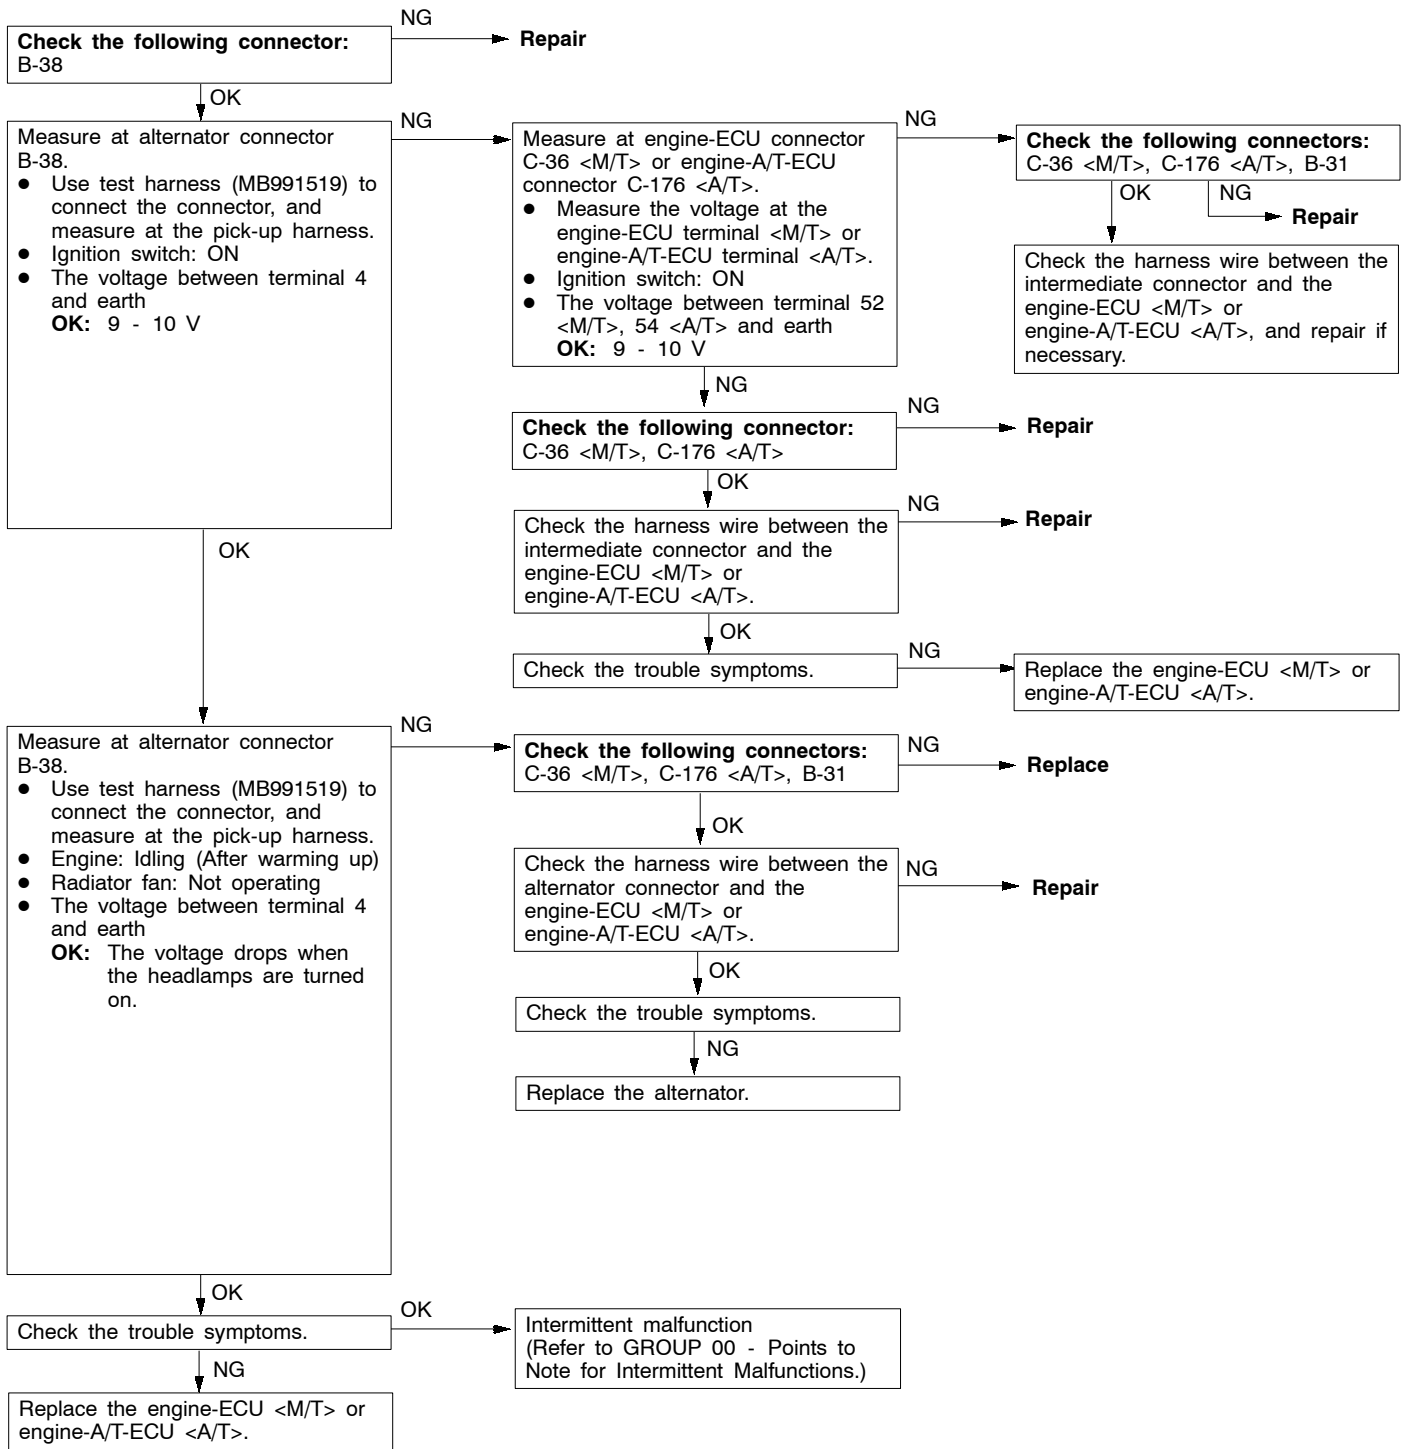 Check the following connector:
B-38
NG
Repair
OK
Measure at alternator connector
B-38.
● Use test harness (MB991519) to
connect the connector, and
measure at the pick-up harness.
● Ignition switch: ON
● The voltage between terminal 4
and earth
OK: 9 - 10 V
NG
Measure at engine-ECU connector
C-36 <M/T> or engine-A/T-ECU
connector C-176 <A/T>.
● Measure the voltage at the
engine-ECU terminal <M/T> or
engine-A/T-ECU terminal <A/T>.
● Ignition switch: ON
● The voltage between terminal 52
<M/T>, 54 <A/T> and earth
OK: 9 - 10 V
NG
Check the following connectors:
C-36 <M/T>, C-176 <A/T>, B-31
OK
NG
Repair
Check the harness wire between the
intermediate connector and the
engine-ECU <M/T> or
engine-A/T-ECU <A/T>, and repair if
necessary.
NG
Check the following connector:
C-36 <M/T>, C-176 <A/T>
NG
Repair
OK
Check the harness wire between the
intermediate connector and the
engine-ECU <M/T> or
engine-A/T-ECU <A/T>.
NG
Repair
OK
Check the trouble symptoms.
NG
Replace the engine-ECU <M/T> or
engine-A/T-ECU <A/T>.
OK
Measure at alternator connector
B-38.
● Use test harness (MB991519) to
connect the connector, and
measure at the pick-up harness.
● Engine: Idling (After warming up)
● Radiator fan: Not operating
● The voltage between terminal 4
and earth
OK: The voltage drops when
the headlamps are turned
on.
NG
Check the following connectors:
C-36 <M/T>, C-176 <A/T>, B-31
NG
Replace
OK
Check the harness wire between the
alternator connector and the
engine-ECU <M/T> or
engine-A/T-ECU <A/T>.
NG
Repair
OK
Check the trouble symptoms.
NG
Replace the alternator.
OK
Check the trouble symptoms.
OK
Intermittent malfunction
(Refer to GROUP 00 - Points to
Note for Intermittent Malfunctions.)
NG
Replace the engine-ECU <M/T> or
engine-A/T-ECU <A/T>.